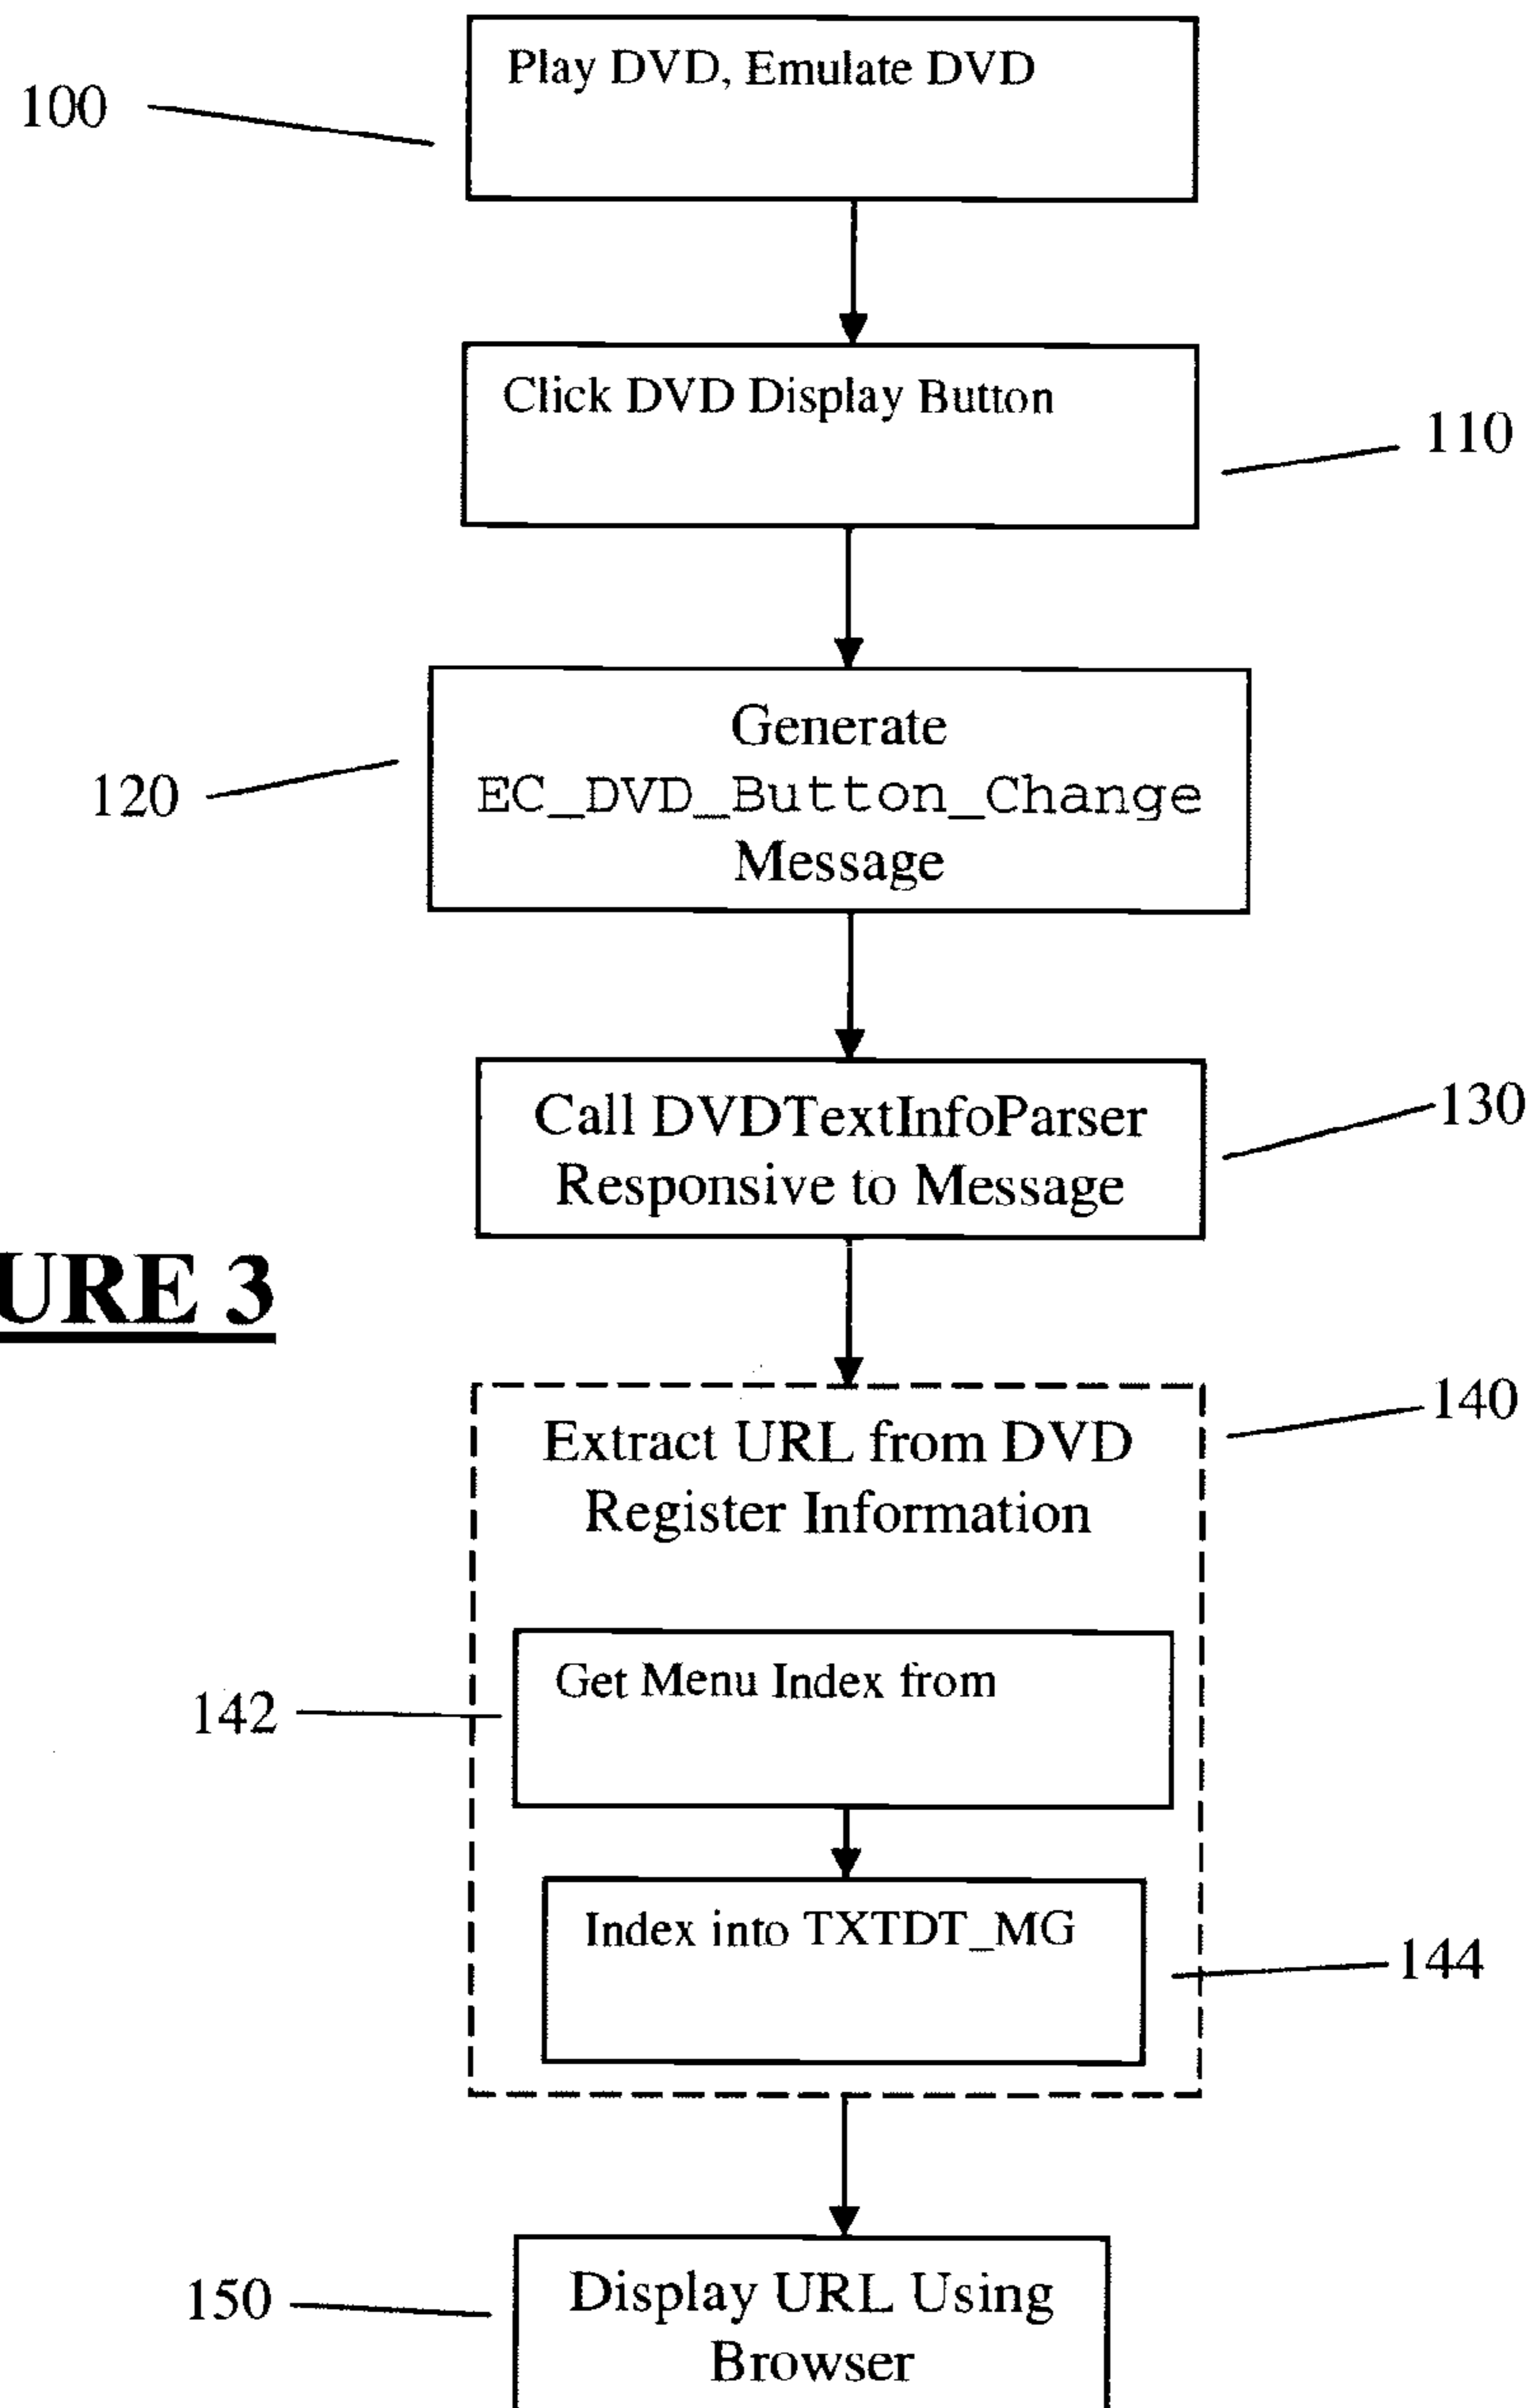 Play DVD, Emulate DVD
100
Click DVD Display Button
110
Generate
EC_DVD_Button_Change
Message
120
Call DVDTextInfoParser
Responsive to Message
130
URE 3
Extract URL from DVD
Register Information
140
Get Menu Index from
142
Index into TXTDT_MG
144
Display URL Using
Browser
150